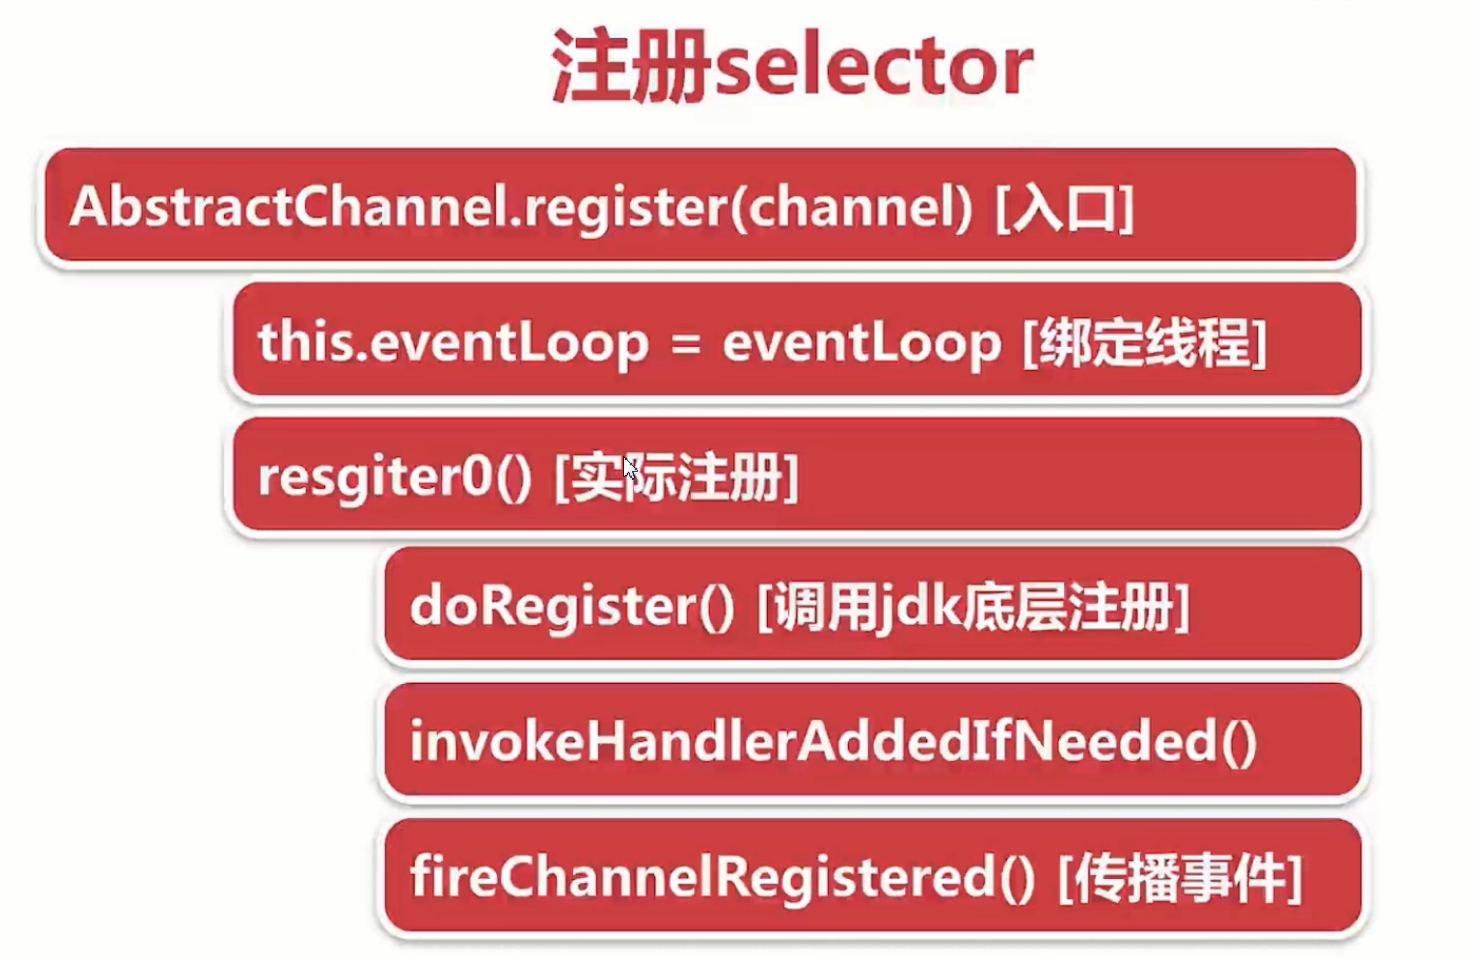 注册selector
AbstractChannel.register(channel) [入口]
this.eventLoop = eventLoop [绑定线程]
resgiter0() [实际注册]
doRegister() [调用jdk底层注册]
invokeHandlerAddedIfNeeded()
fireChannelRegistered() [传播事件]